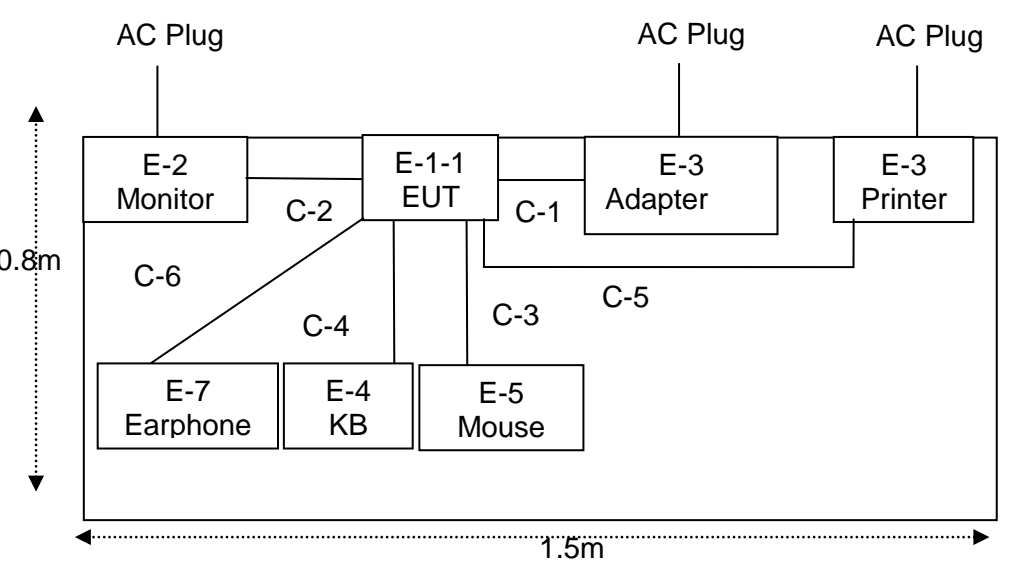 AC Plug
AC Plug
AC Plug
E-2
Monitor
E-1-1
EUT
E-3
Adapter
E-3
Printer
C-2
C-1
0.8m
C-6
C-5
C-4
C-3
E-7
Earphone
E-4
KB
E-5
Mouse
1.5m